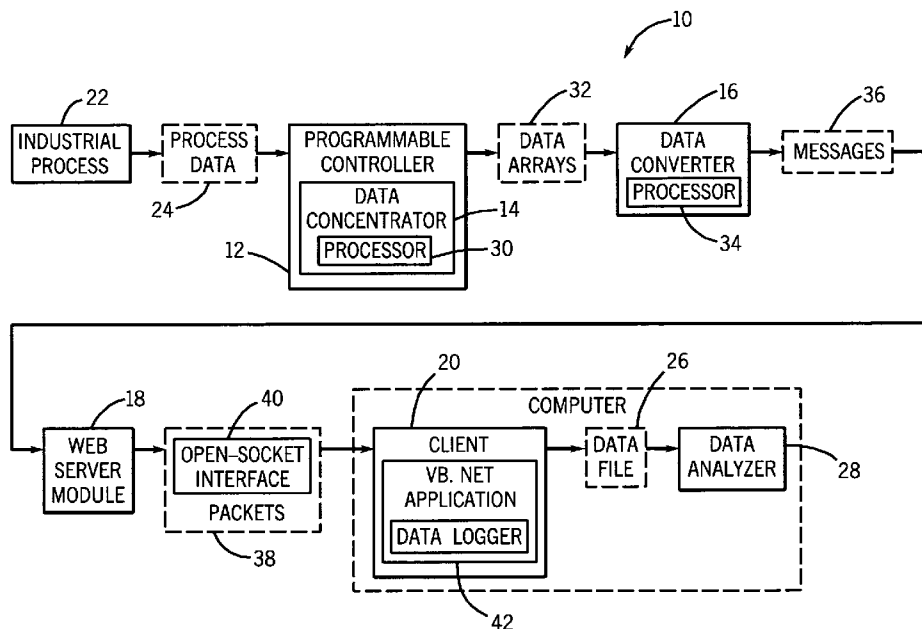 10
22
32
16
36
INDUSTRIAL
PROCESS
PROCESS
DATA
24
PROGRAMMABLE
CONTROLLER
DATA
CONCENTRATOR
PROCESSOR
12
14
30
DATA
ARRAYS
DATA
CONVERTER
PROCESSOR
34
MESSAGES
18
40
20
26
COMPUTER
WEB
SERVER
MODULE
OPEN-SOCKET
INTERFACE
PACKETS
38
CLIENT
VB. NET
APPLICATION
DATA LOGGER
42
DATA
FILE
DATA
ANALYZER
28